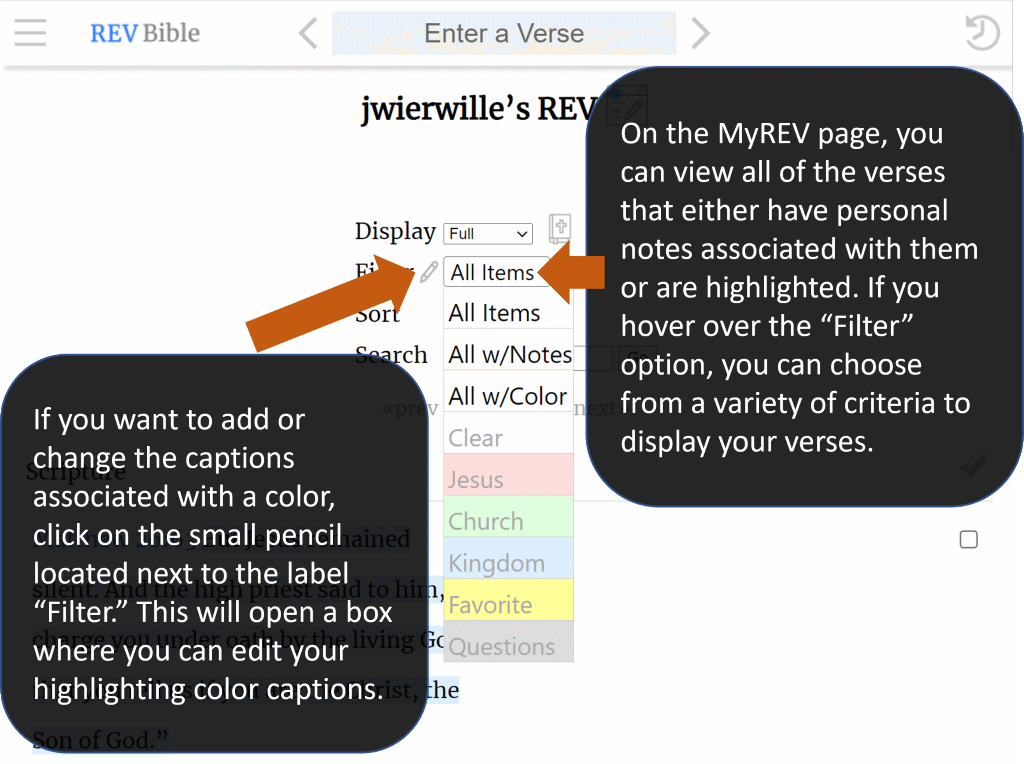 REV Bible
Enter a Verse
jwierwille’s REV
Display
Full
All Items
Sort
Search
All Items
All w/Notes
All w/Color
Clear
Jesus
Church
Kingdom
Favorite
Questions
«prev
next
On the MyREV page, you
can view all of the verses
that either have personal
notes associated with them
or are highlighted. If you
hover over the “Filter”
option, you can choose
from a variety of criteria to
display your verses.
If you want to add or
change the captions
associated with a color,
click on the small pencil
located next to the label
“Filter.” This will open a box
where you can edit your
highlighting color captions.
Scripture
silent. And the high priest said to him,
charge you under oath by the living
Christ, the
Son of God.”